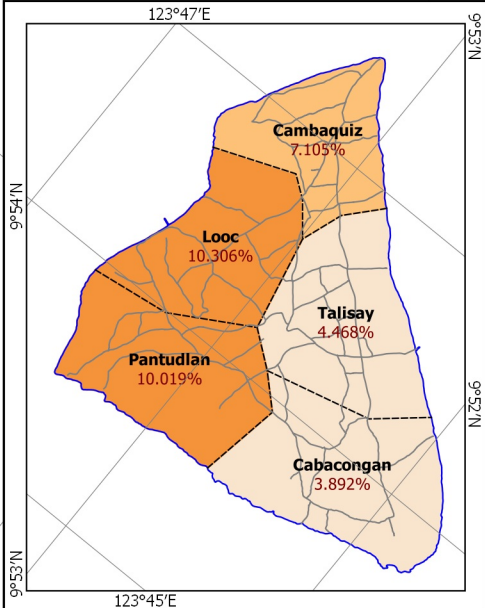 123°47′E
9°53′N
Cambaquiz
7.105%
9°54′N
Looc
10.306%
Talisay
4.468%
Pantudlan
10.019%
9°52′N
Cabacongan
3.892%
9°53′N
123°45′E